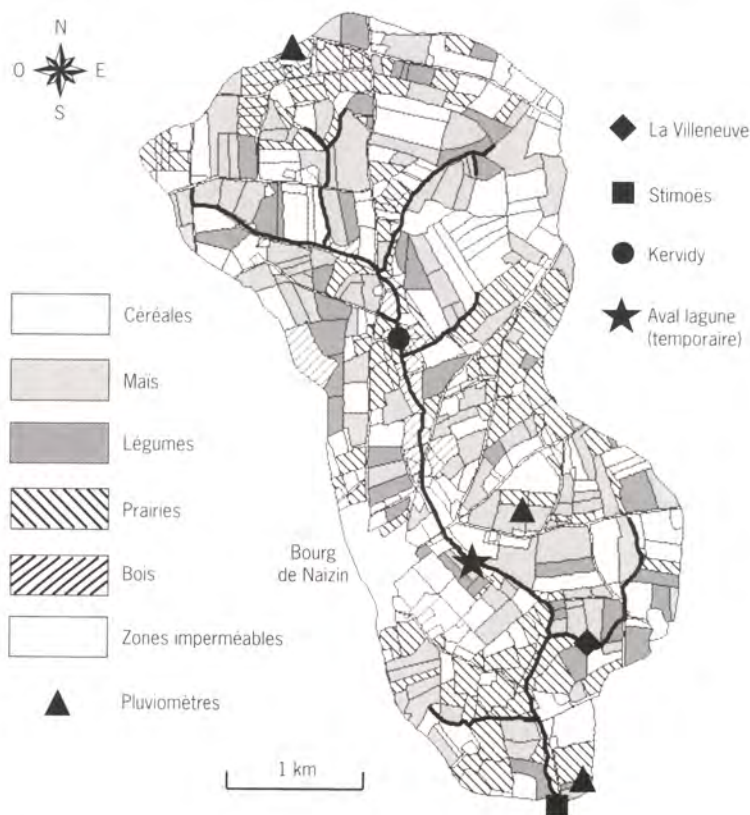 N
O E
S
La Villeneuve
Stimoës
Kervidy
Aval lagune
(temporaire)
Céréales
Maïs
Légumes
Prairies
Bois
Zones imperméables
Pluviomètres
Bourg
de Naizin
1 km